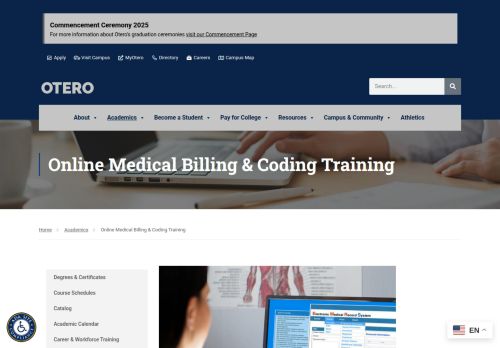 Commencement Ceremony 2025
For more information about Otero's graduation ceremonies visit our Commencement Page
Apply
Visit Campus
MyOtero
Directory
Careers
Campus Map
OTERO
Search...
About
Academics
Become a Student
Pay for College
Resources
Campus & Community
Athletics
Online Medical Billing & Coding Training
Home
Academics
Online Medical Billing & Coding Training
Degrees & Certificates
Course Schedules
Catalog
Academic Calendar
Career & Workforce Training
Electronic Medical Record System
EN